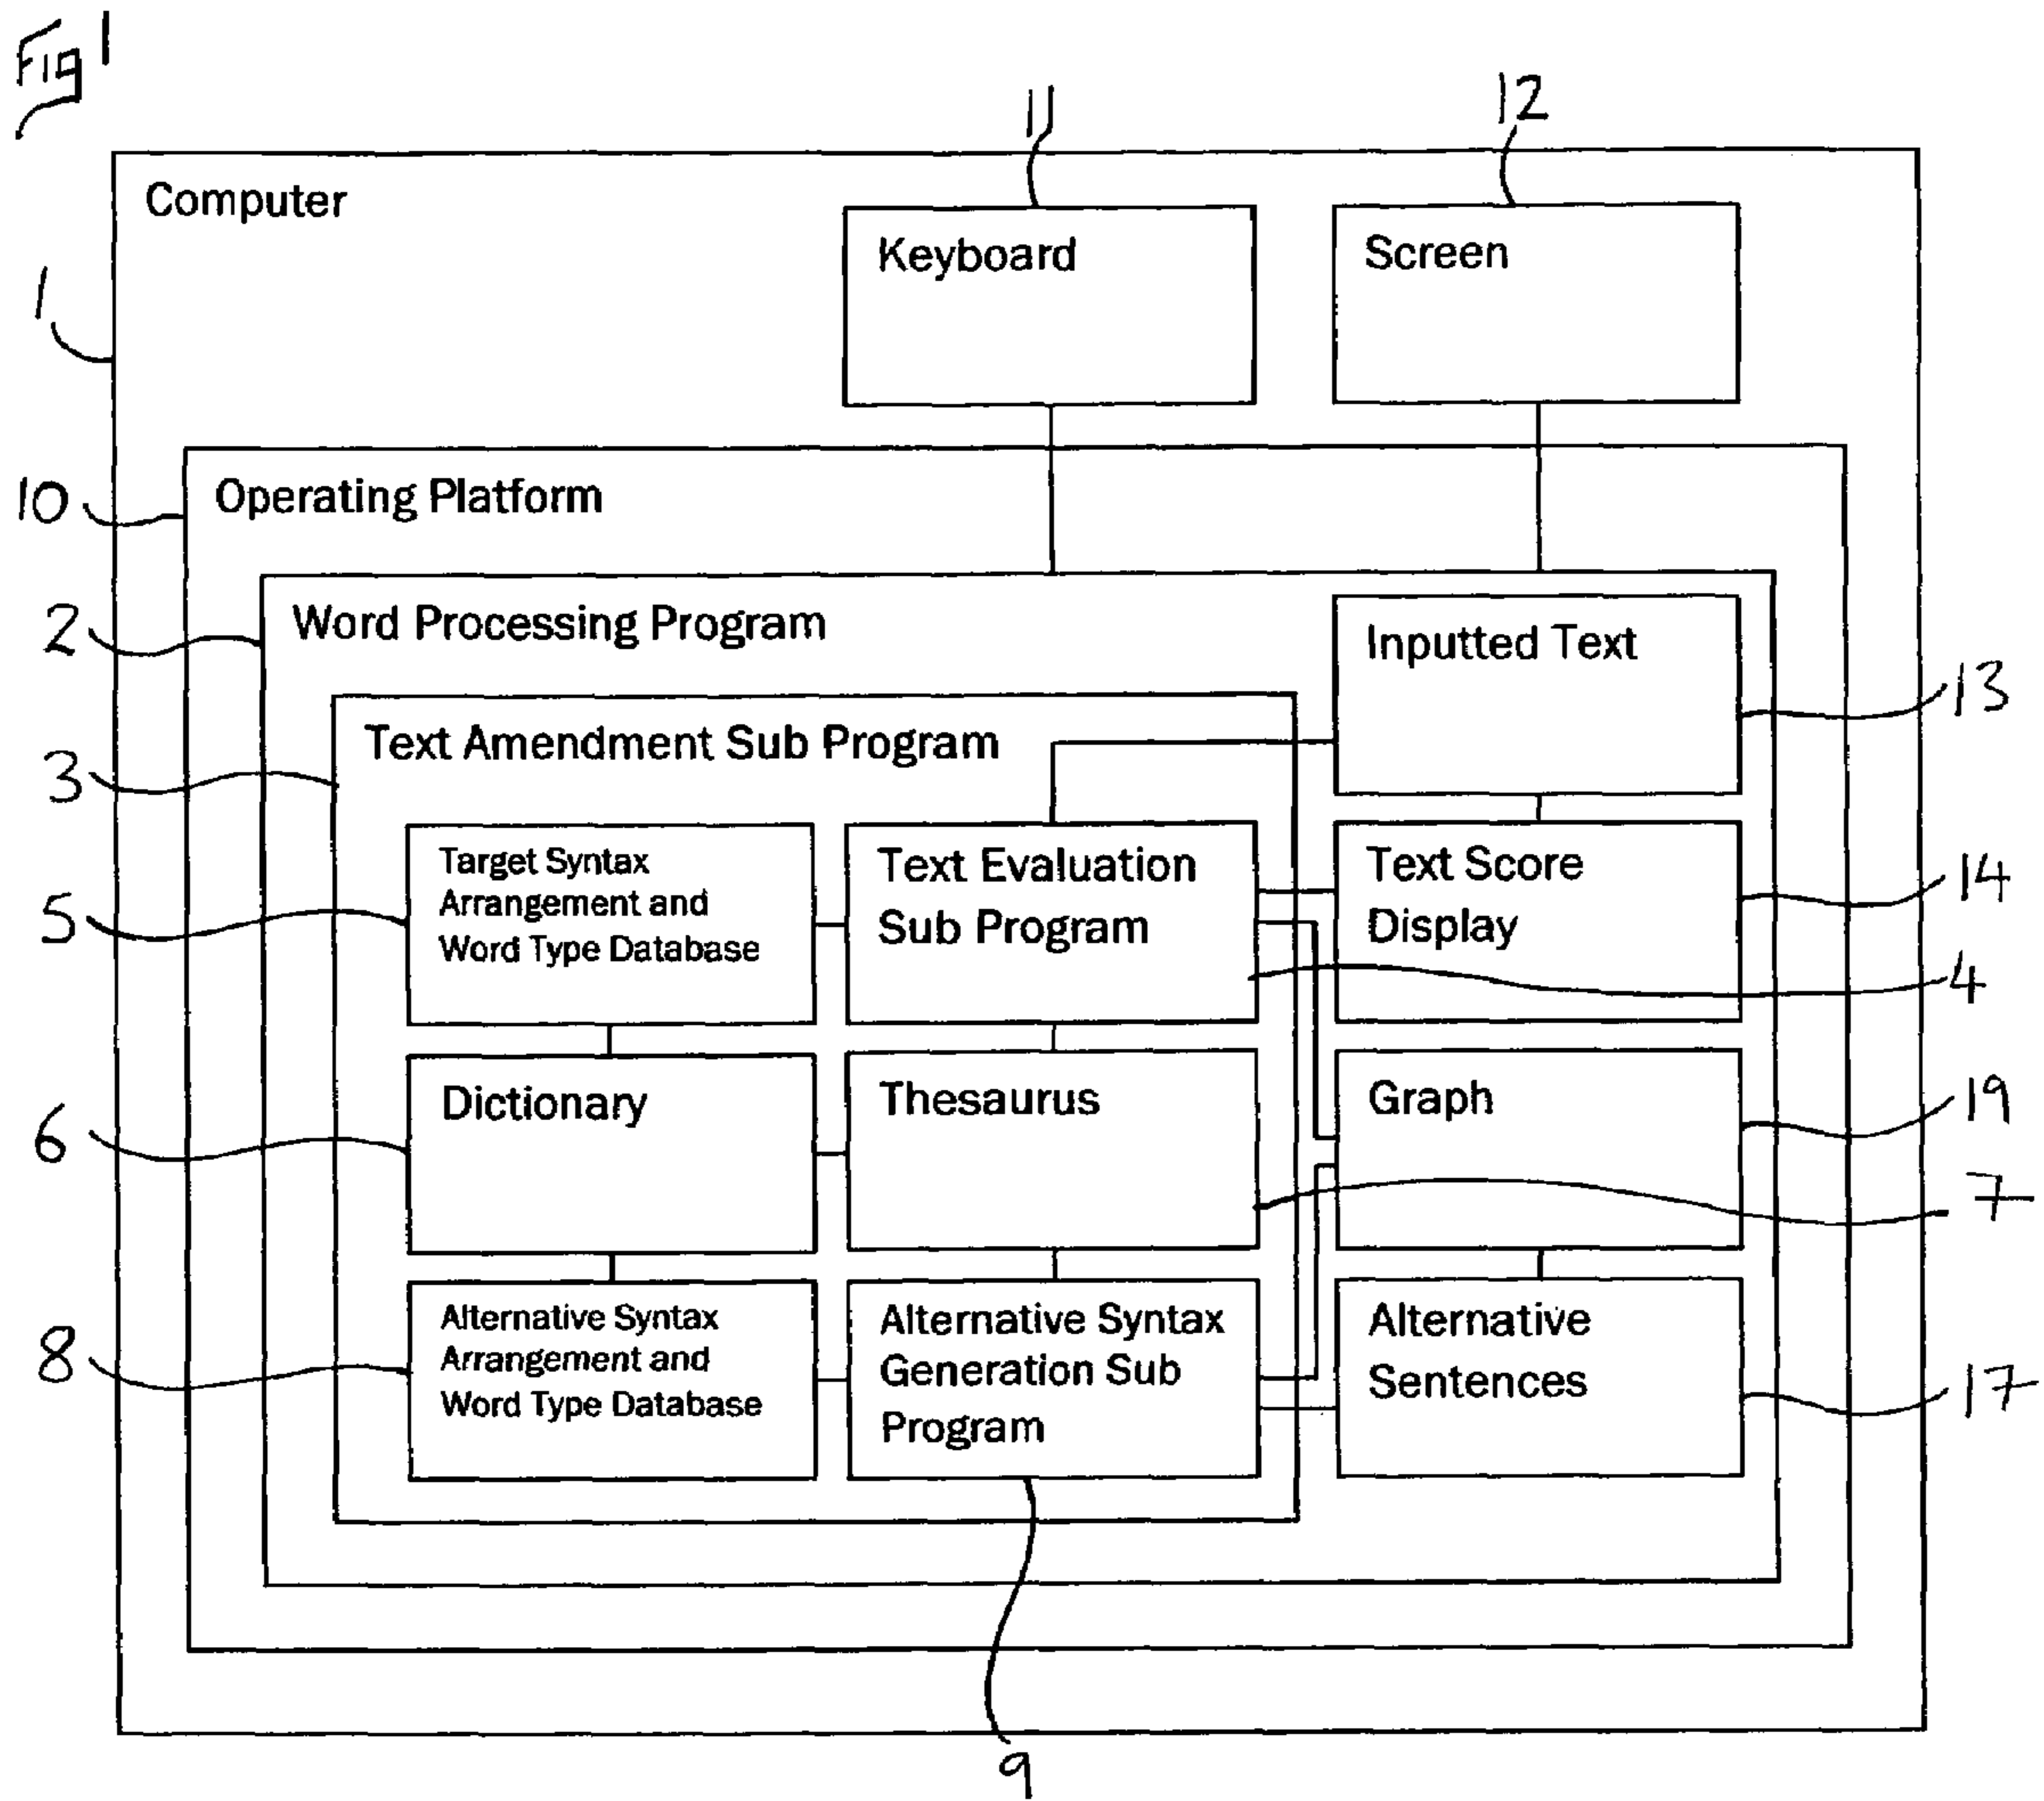 Fig 1
11
12
Computer
Keyboard
Screen
1
10
Operating Platform
2
Word Processing Program
Inputted Text
13
3
Text Amendment Sub Program
5
Target Syntax
Arrangement and
Word Type Database
Text Evaluation
Sub Program
Text Score
Display
14
4
6
Dictionary
Thesaurus
Graph
19
7
8
Alternative Syntax
Arrangement and
Word Type Database
Alternative Syntax
Generation Sub
Program
Alternative
Sentences
17
9